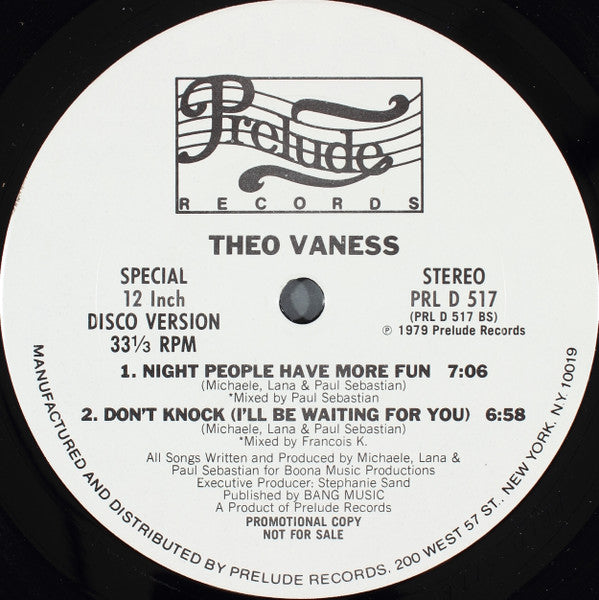 Prelude
RECORDS
THEO VANESS
SPECIAL
12 Inch
DISCO VERSION
33⅓ RPM
STEREO
PRL D 517
(PRL D 517 BS)
℗ 1979 Prelude Records
1. NIGHT PEOPLE HAVE MORE FUN 7:06
(Michaele, Lana & Paul Sebastian)
*Mixed by Paul Sebastian
2. DON'T KNOCK (I'LL BE WAITING FOR YOU) 6:58
(Michaele, Lana & Paul Sebastian)
*Mixed by Francois K.
All Songs Written and Produced by Michaele, Lana &
Paul Sebastian for Boona Music Productions
Executive Producer: Stephanie Sand
Published by BANG MUSIC
A Product of Prelude Records
PROMOTIONAL COPY
NOT FOR SALE
MANUFACTURED AND DISTRIBUTED BY PRELUDE RECORDS. 200 WEST 57 ST., NEW YORK. N.Y 10019